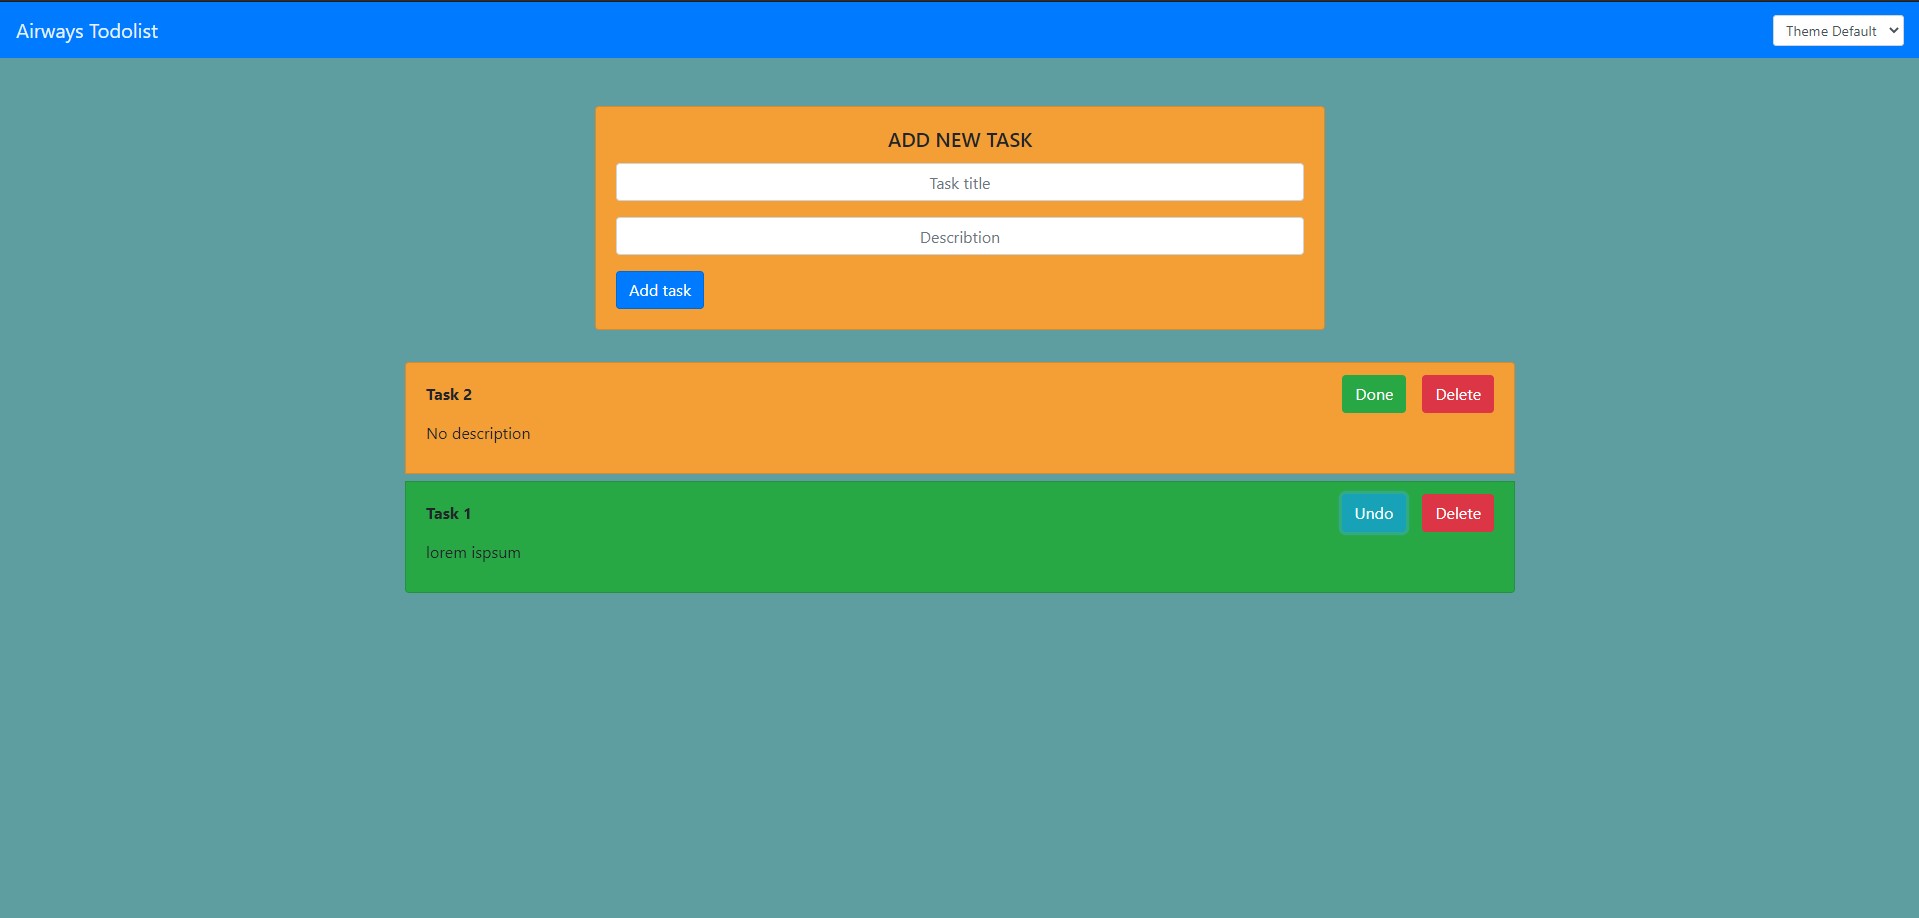 Airways Todolist
Theme Default
ADD NEW TASK
Task title
Describtion
Add task
Task 2
Done
Delete
No description
Task 1
Undo
Delete
lorem ispsum